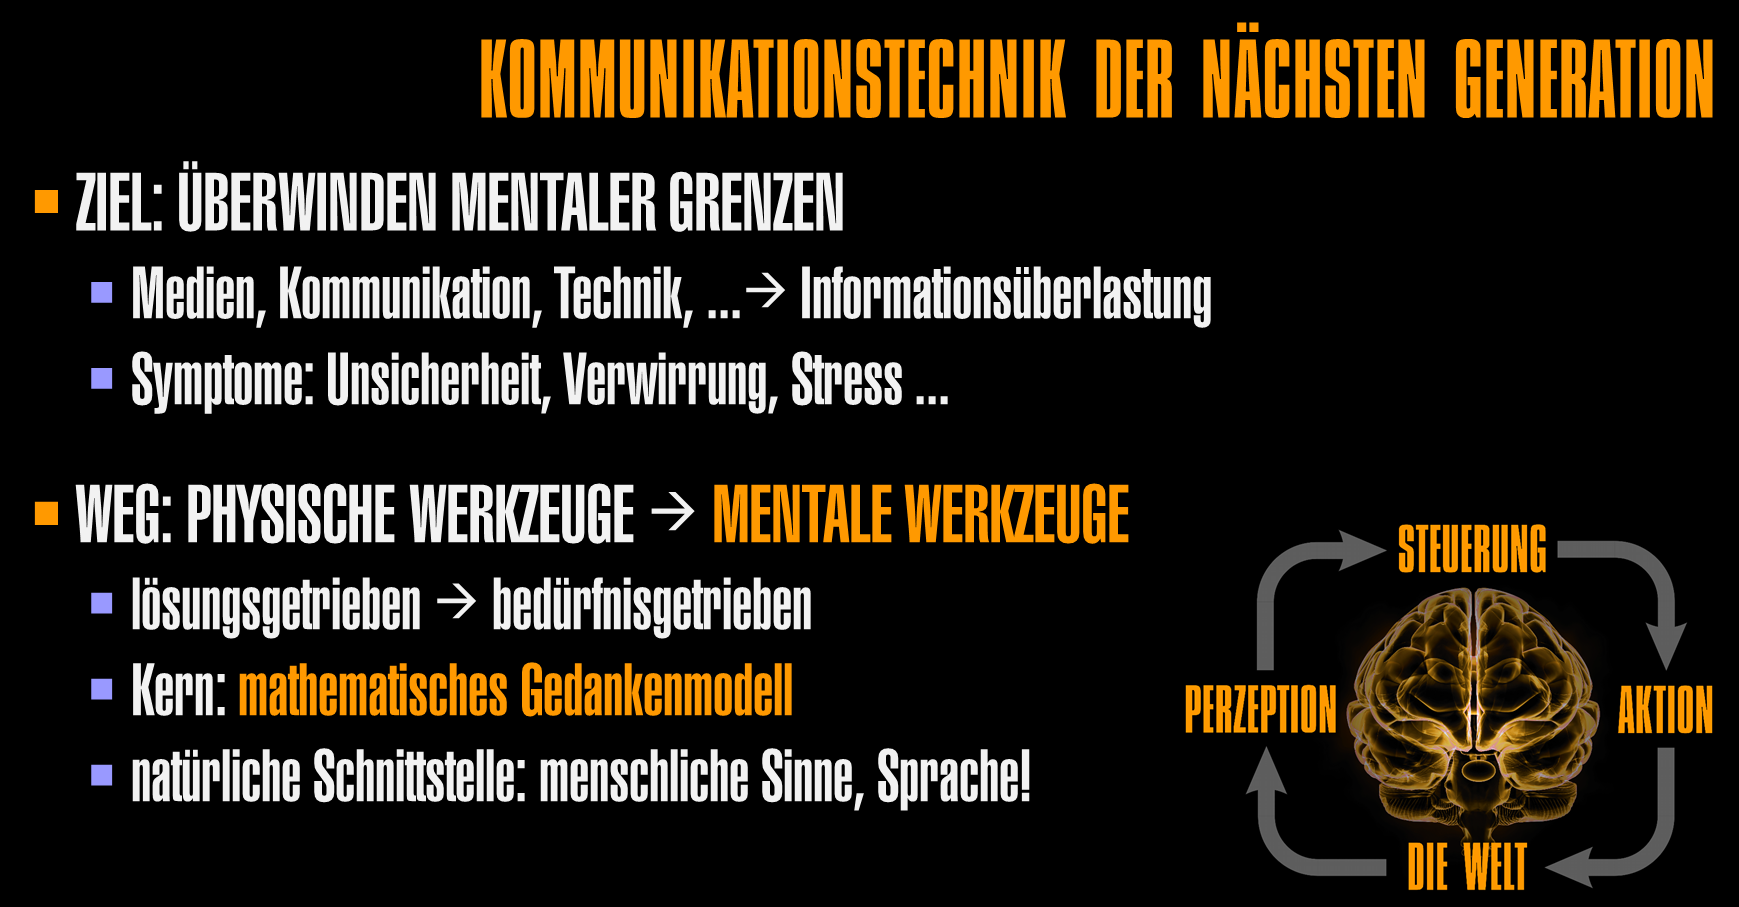 KOMMUNIKATIONSTECHNIK DER NÄCHSTEN GENERATION
ZIEL: ÜBERWINDEN MENTALER GRENZEN
Medien, Kommunikation, Technik, ... → Informationsüberlastung
Symptome: Unsicherheit, Verwirrung, Stress ...
WEG: PHYSISCHE WERKZEUGE → MENTALE WERKZEUGE
lösungsgetrieben → bedürfnisgetrieben
Kern: mathematisches Gedankenmodell
natürliche Schnittstelle: menschliche Sinne, Sprache!
STEUERUNG
PERZEPTION
AKTION
DIE WELT